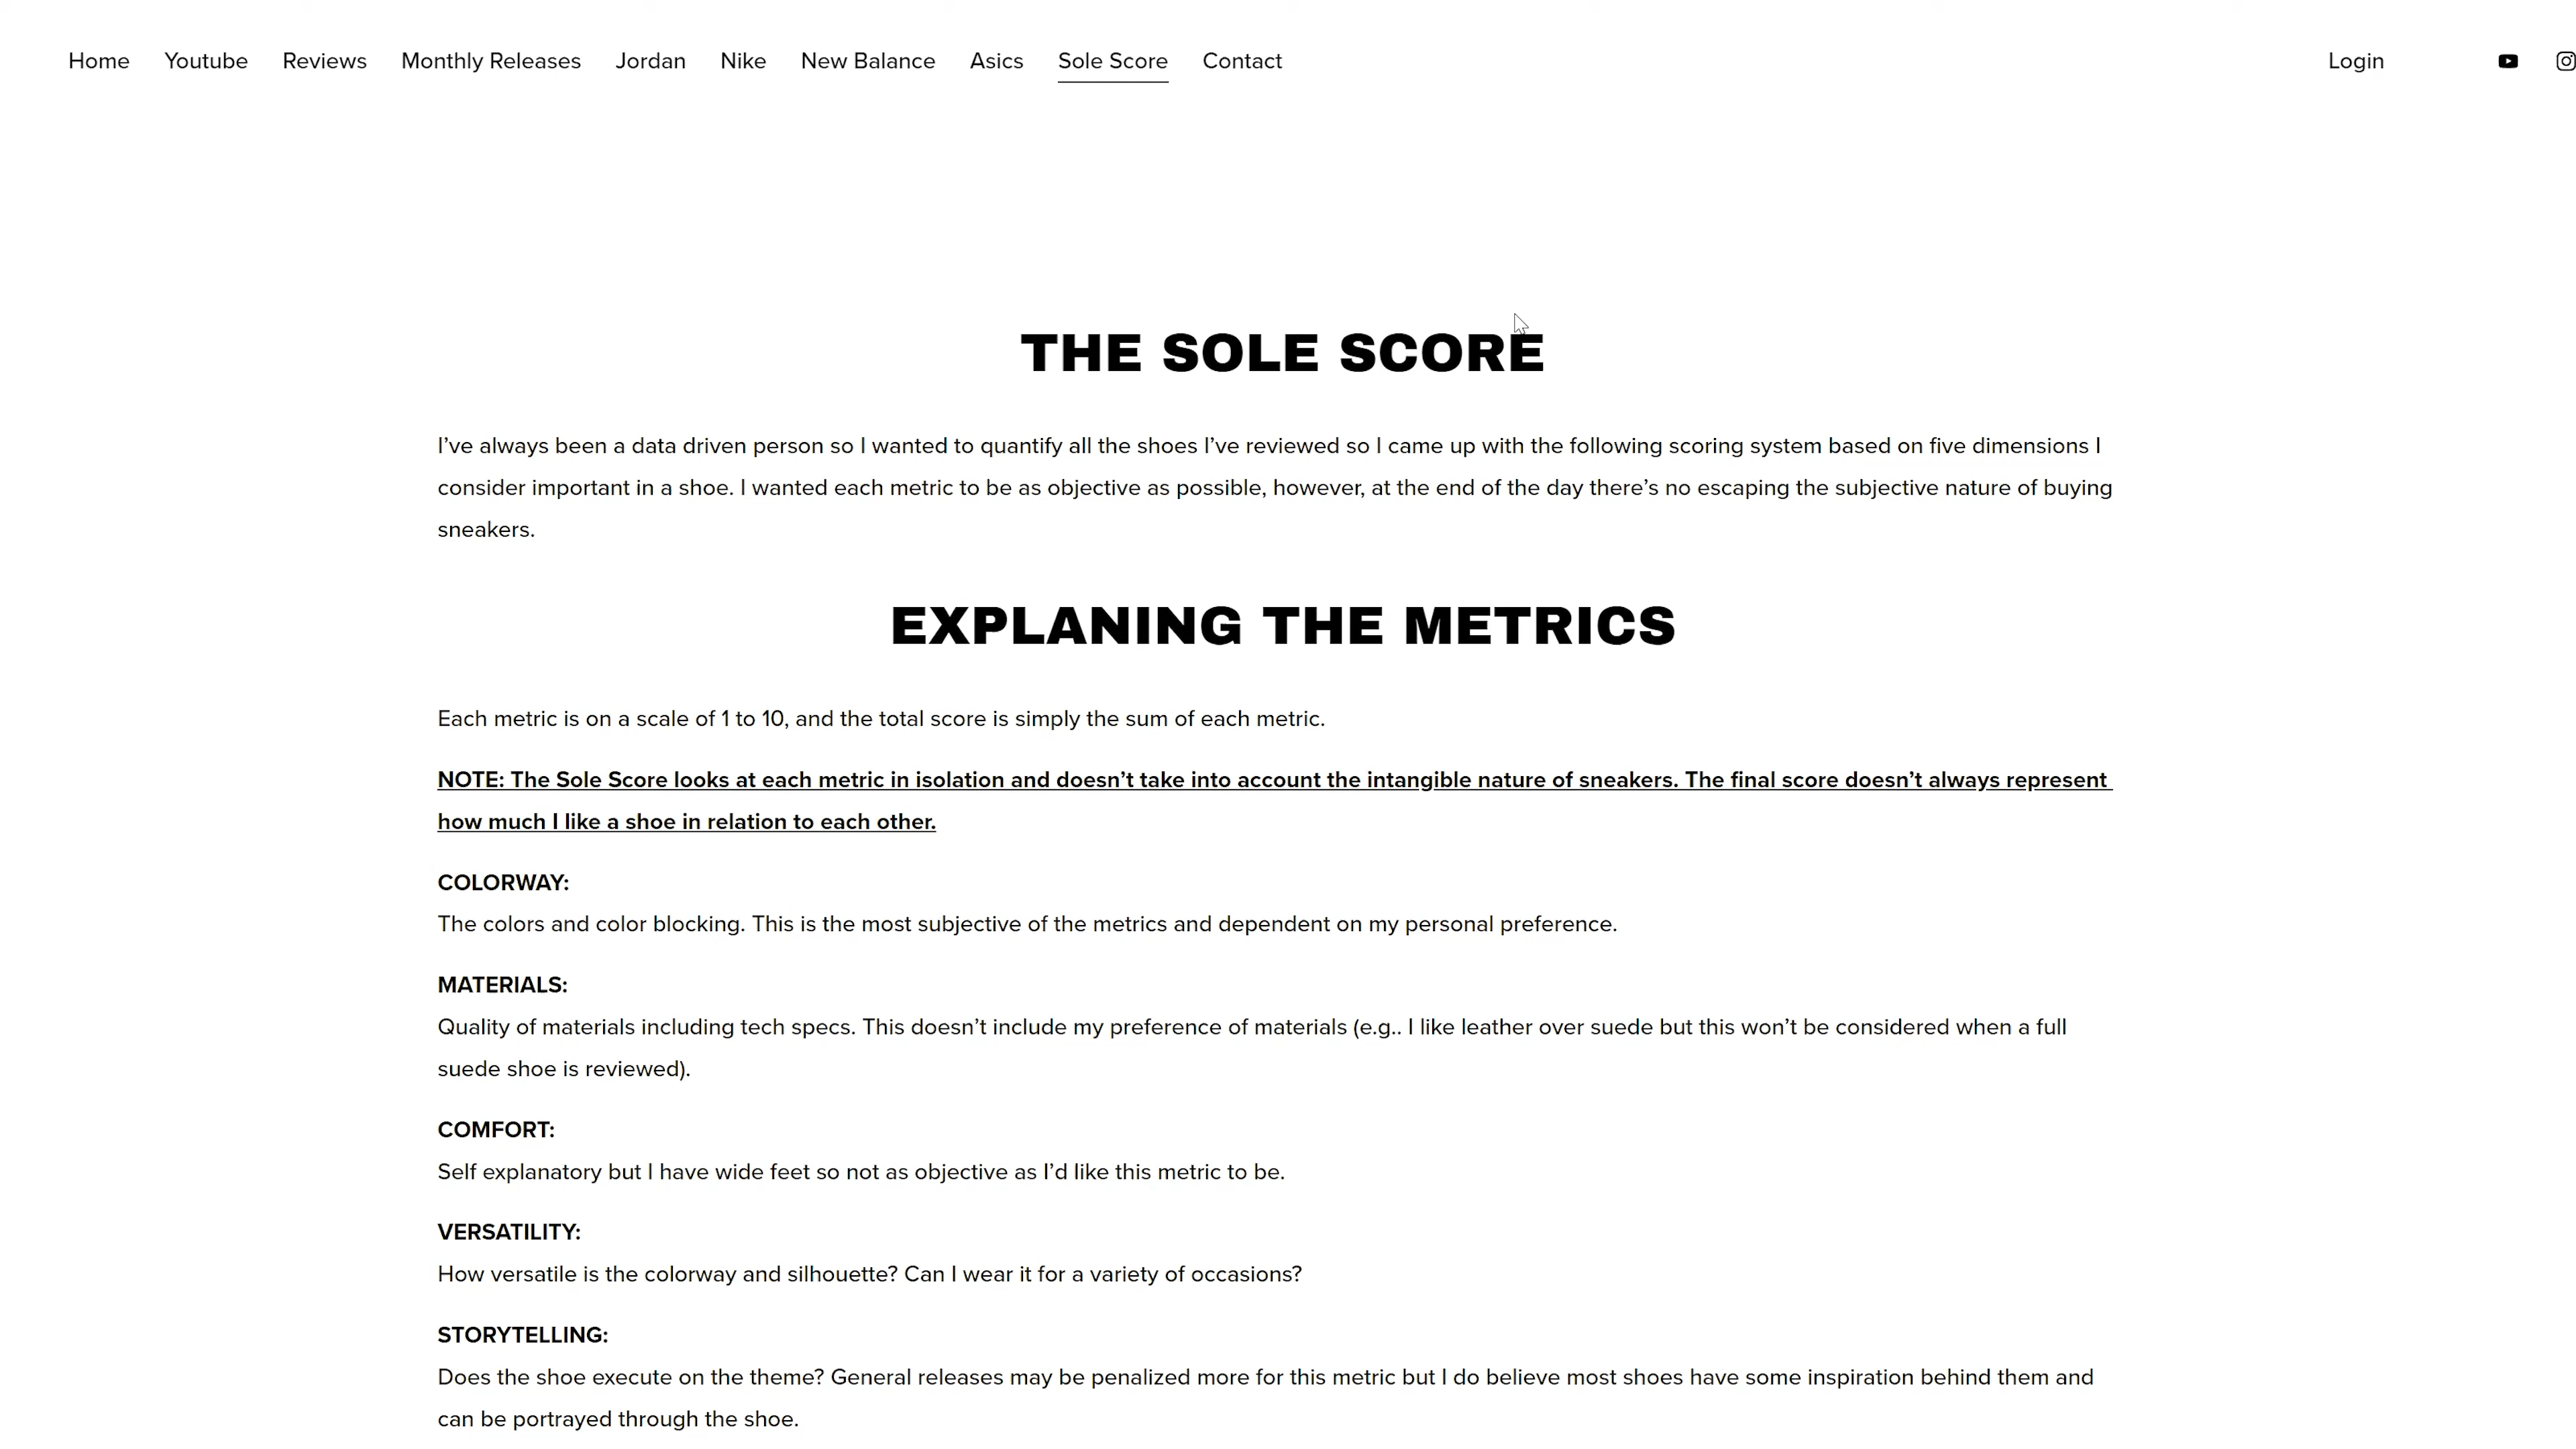 Home Youtube Reviews Monthly Releases Jordan Nike New Balance Asics Sole Score Contact Login
THE SOLE SCORE
I’ve always been a data driven person so I wanted to quantify all the shoes I’ve reviewed so I came up with the following scoring system based on five dimensions I
consider important in a shoe. I wanted each metric to be as objective as possible, however, at the end of the day there’s no escaping the subjective nature of buying
sneakers.
EXPLANING THE METRICS
Each metric is on a scale of 1 to 10, and the total score is simply the sum of each metric.
NOTE: The Sole Score looks at each metric in isolation and doesn’t take into account the intangible nature of sneakers. The final score doesn’t always represent
how much I like a shoe in relation to each other.
COLORWAY:
The colors and color blocking. This is the most subjective of the metrics and dependent on my personal preference.
MATERIALS:
Quality of materials including tech specs. This doesn’t include my preference of materials (e.g.. I like leather over suede but this won’t be considered when a full
suede shoe is reviewed).
COMFORT:
Self explanatory but I have wide feet so not as objective as I’d like this metric to be.
VERSATILITY:
How versatile is the colorway and silhouette? Can I wear it for a variety of occasions?
STORYTELLING:
Does the shoe execute on the theme? General releases may be penalized more for this metric but I do believe most shoes have some inspiration behind them and
can be portrayed through the shoe.